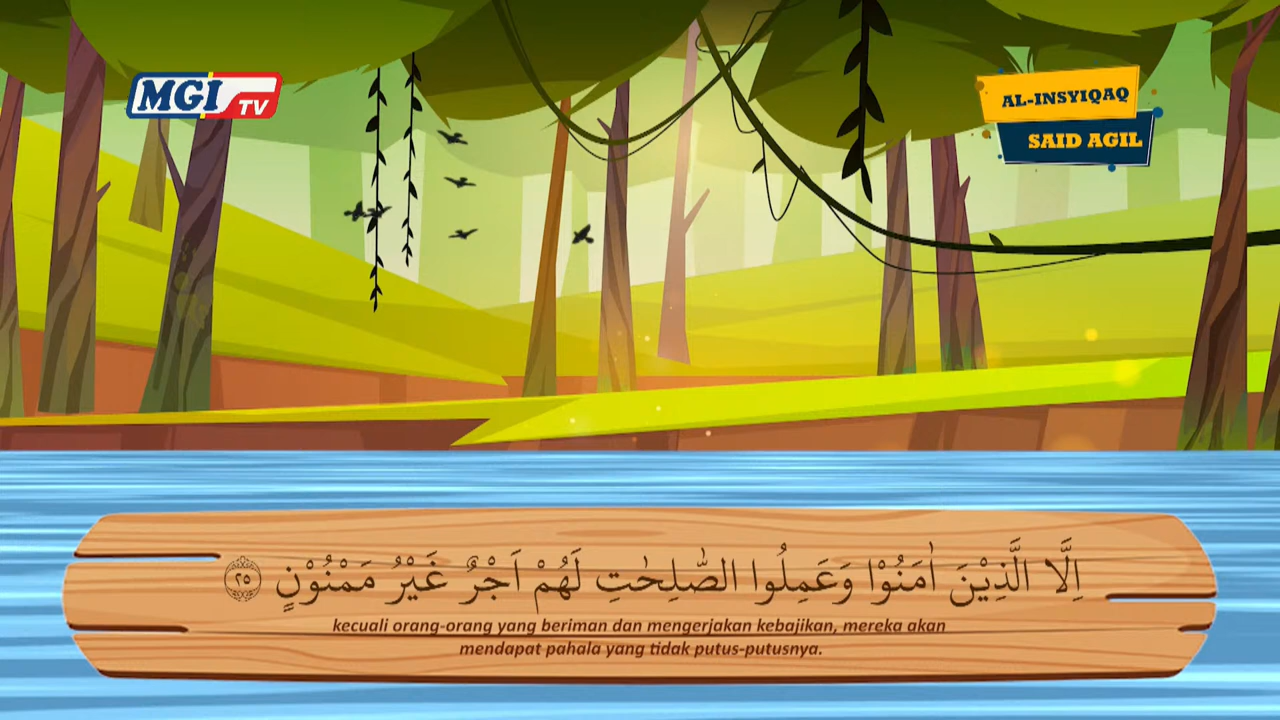 MGI TV
AL-INSYIQAQ
SAID AGIL
اِلَّا الَّذِيْنَ اٰمَنُوْا وَعَمِلُوا الصّٰلِحٰتِ لَهُمْ اَجْرٌ غَيْرُ مَمْنُوْنٍ ۝٢٥
kecuali orang-orang yang beriman dan mengerjakan kebajikan, mereka akan
mendapat pahala yang tidak putus-putusnya.